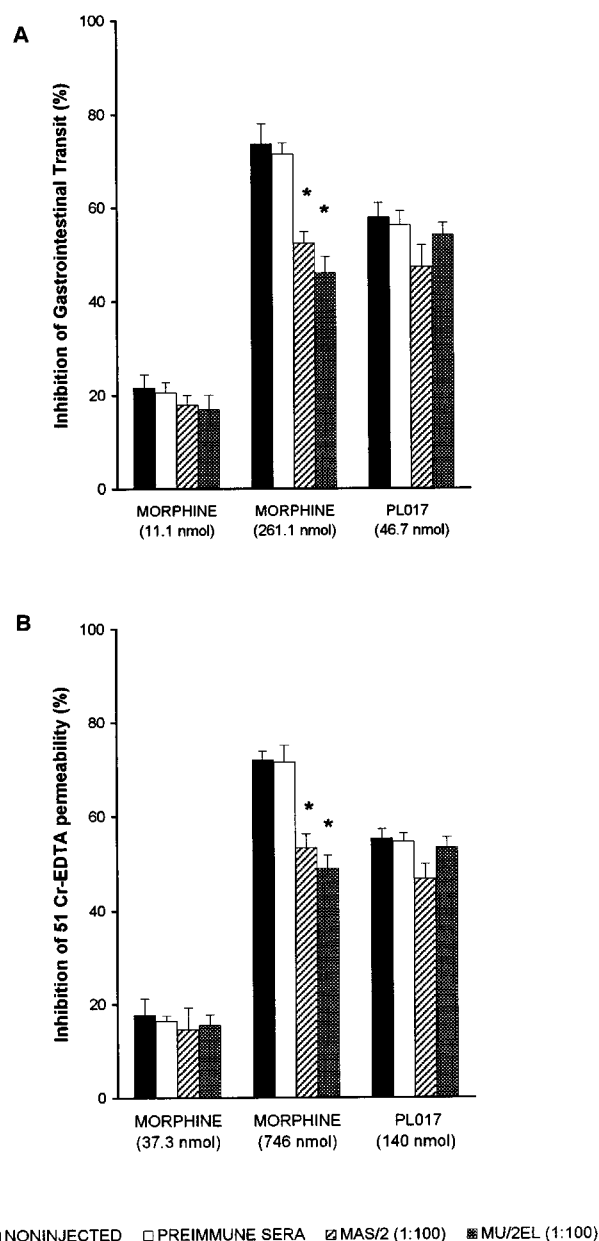 A
Inhibition of Gastrointestinal Transit (%)
100
80
60
40
20
0
* *
MORPHINE MORPHINE PL017
(11.1 nmol) (261.1 nmol) (46.7 nmol)
B
Inhibition of 51 Cr-EDTA permeability (%)
100
80
60
40
20
0
* *
MORPHINE MORPHINE PL017
(37.3 nmol) (746 nmol) (140 nmol)
NONINJECTED PREIMMUNE SERA MAS/2 (1:100) MU/2EL (1:100)